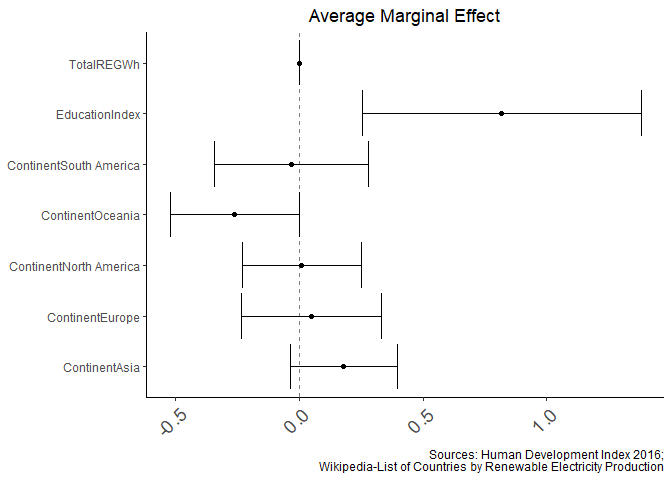 Average Marginal Effect
TotalREGWh
EducationIndex
ContinentSouth America
ContinentOceania
ContinentNorth America
ContinentEurope
ContinentAsia
-0.5
0.0
0.5
1.0
Sources: Human Development Index 2016;
Wikipedia-List of Countries by Renewable Electricity Production